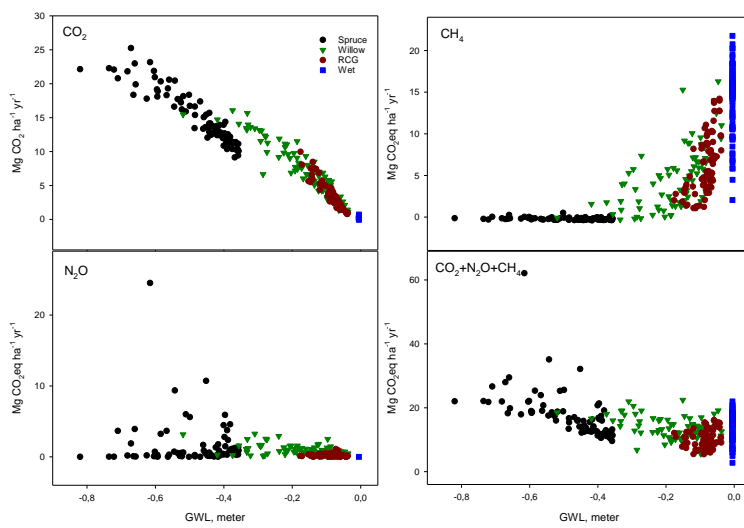 CO2
Spruce
Willow
RCG
Wet
Mg CO2 ha-1 yr-1
30
25
20
15
10
5
0
CH4
Mg CO2eq ha-1 yr-1
20
15
10
5
0
N2O
Mg CO2eq ha-1 yr-1
20
10
0
-0,8 -0,6 -0,4 -0,2 0,0
GWL, meter
CO2+N2O+CH4
Mg CO2eq ha-1 yr-1
60
40
20
0
-0,8 -0,6 -0,4 -0,2 0,0
GWL, meter